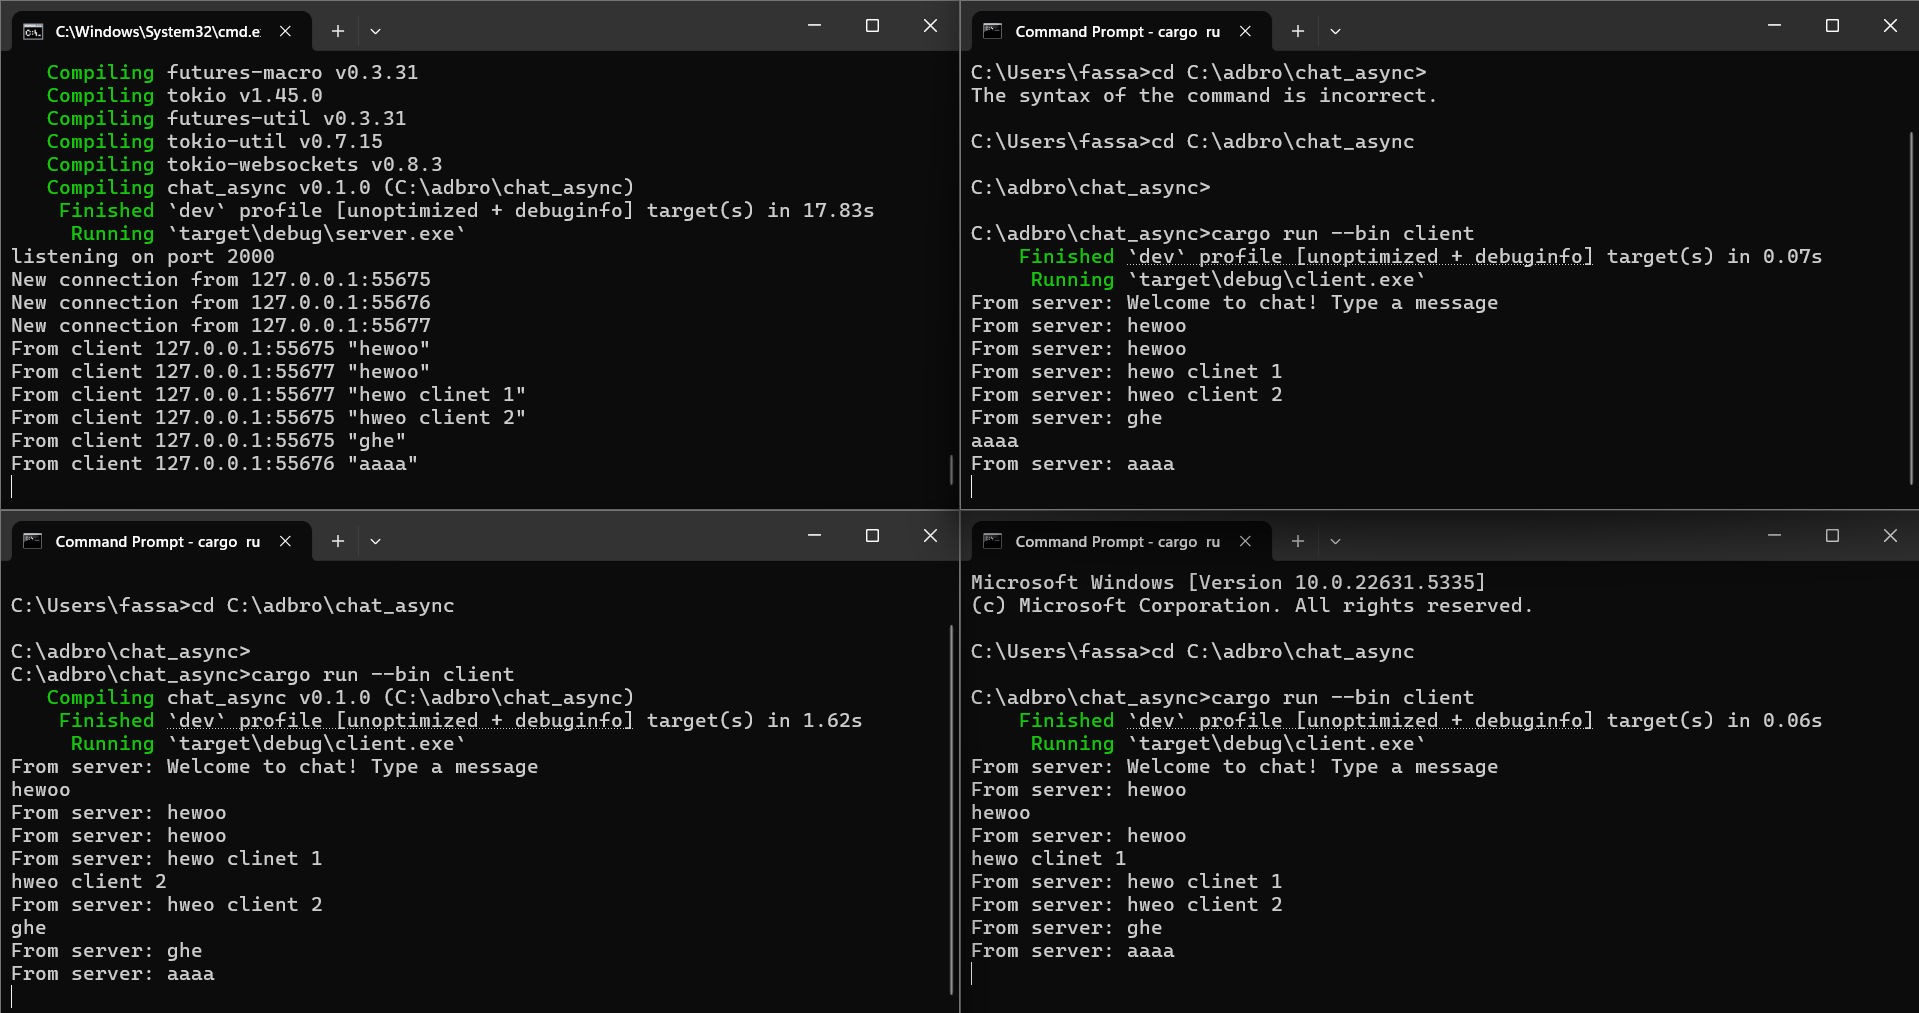 C:\Windows\System32\cmd.e
Compiling futures-macro v0.3.31
Compiling tokio v1.45.0
Compiling futures-util v0.3.31
Compiling tokio-util v0.7.15
Compiling tokio-websockets v0.8.3
Compiling chat_async v0.1.0 (C:\adbro\chat_async)
Finished `dev` profile [unoptimized + debuginfo] target(s) in 17.83s
Running `target\debug\server.exe`
listening on port 2000
New connection from 127.0.0.1:55675
New connection from 127.0.0.1:55676
New connection from 127.0.0.1:55677
From client 127.0.0.1:55675 "hewoo"
From client 127.0.0.1:55677 "hewoo"
From client 127.0.0.1:55677 "hewo clinet 1"
From client 127.0.0.1:55675 "hweo client 2"
From client 127.0.0.1:55675 "ghe"
From client 127.0.0.1:55676 "aaaa"
Command Prompt - cargo ru
C:\Users\fassa>cd C:\adbro\chat_async>
The syntax of the command is incorrect.
C:\Users\fassa>cd C:\adbro\chat_async
C:\adbro\chat_async>
C:\adbro\chat_async>cargo run --bin client
Finished `dev` profile [unoptimized + debuginfo] target(s) in 0.07s
Running `target\debug\client.exe`
From server: Welcome to chat! Type a message
From server: hewoo
From server: hewoo
From server: hewo clinet 1
From server: hweo client 2
From server: ghe
aaaa
From server: aaaa
Command Prompt - cargo ru
C:\Users\fassa>cd C:\adbro\chat_async
C:\adbro\chat_async>
C:\adbro\chat_async>cargo run --bin client
Compiling chat_async v0.1.0 (C:\adbro\chat_async)
Finished `dev` profile [unoptimized + debuginfo] target(s) in 1.62s
Running `target\debug\client.exe`
From server: Welcome to chat! Type a message
hewoo
From server: hewoo
From server: hewoo
From server: hewo clinet 1
hweo client 2
From server: hweo client 2
ghe
From server: ghe
From server: aaaa
Command Prompt - cargo ru
Microsoft Windows [Version 10.0.22631.5335]
(c) Microsoft Corporation. All rights reserved.
C:\Users\fassa>cd C:\adbro\chat_async
C:\adbro\chat_async>cargo run --bin client
Finished `dev` profile [unoptimized + debuginfo] target(s) in 0.06s
Running `target\debug\client.exe`
From server: Welcome to chat! Type a message
From server: hewoo
hewoo
From server: hewoo
hewo clinet 1
From server: hewo clinet 1
From server: hweo client 2
From server: ghe
From server: aaaa